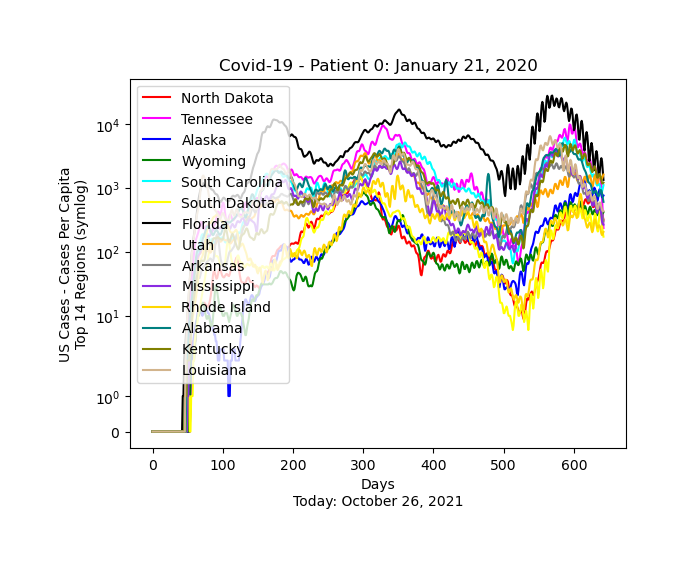 Covid-19 - Patient 0: January 21, 2020
US Cases - Cases Per Capita
Top 14 Regions (symlog)
10^4
10^3
10^2
10^1
10^0
0
North Dakota
Tennessee
Alaska
Wyoming
South Carolina
South Dakota
Florida
Utah
Arkansas
Mississippi
Rhode Island
Alabama
Kentucky
Louisiana
0 100 200 300 400 500 600
Days
Today: October 26, 2021